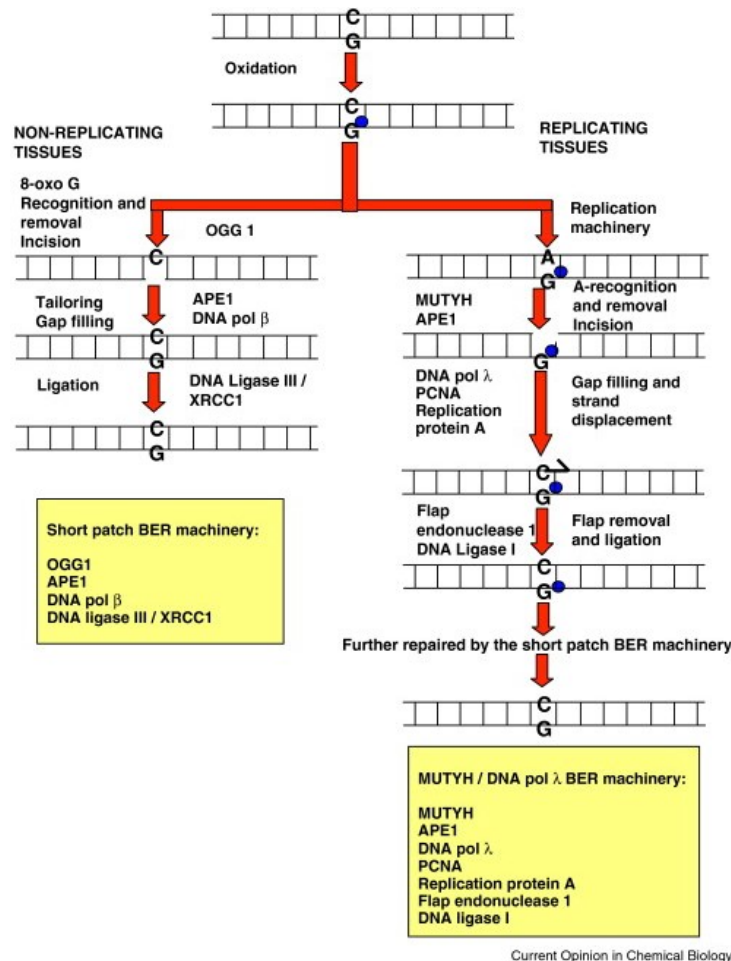 C
G
Oxidation
C
G
NON-REPLICATING
TISSUES
REPLICATING
TISSUES
8-oxo G
Recognition and
removal
Incision
OGG 1
Replication
machinery
C
A
G
Tailoring
Gap filling
APE1
DNA pol β
MUTYH
APE1
A-recognition
and removal
Incision
C
G
G
Ligation
DNA Ligase III /
XRCC1
DNA pol λ
PCNA
Replication
protein A
Gap filling and
strand
displacement
C
G
C
G
Flap
endonuclease 1
DNA Ligase I
Flap removal
and ligation
C
G
Short patch BER machinery:
OGG1
APE1
DNA pol β
DNA ligase III / XRCC1
Further repaired by the short patch BER machinery
C
G
MUTYH / DNA pol λ BER machinery:
MUTYH
APE1
DNA pol λ
PCNA
Replication protein A
Flap endonuclease 1
DNA ligase I
Current Opinion in Chemical Biology